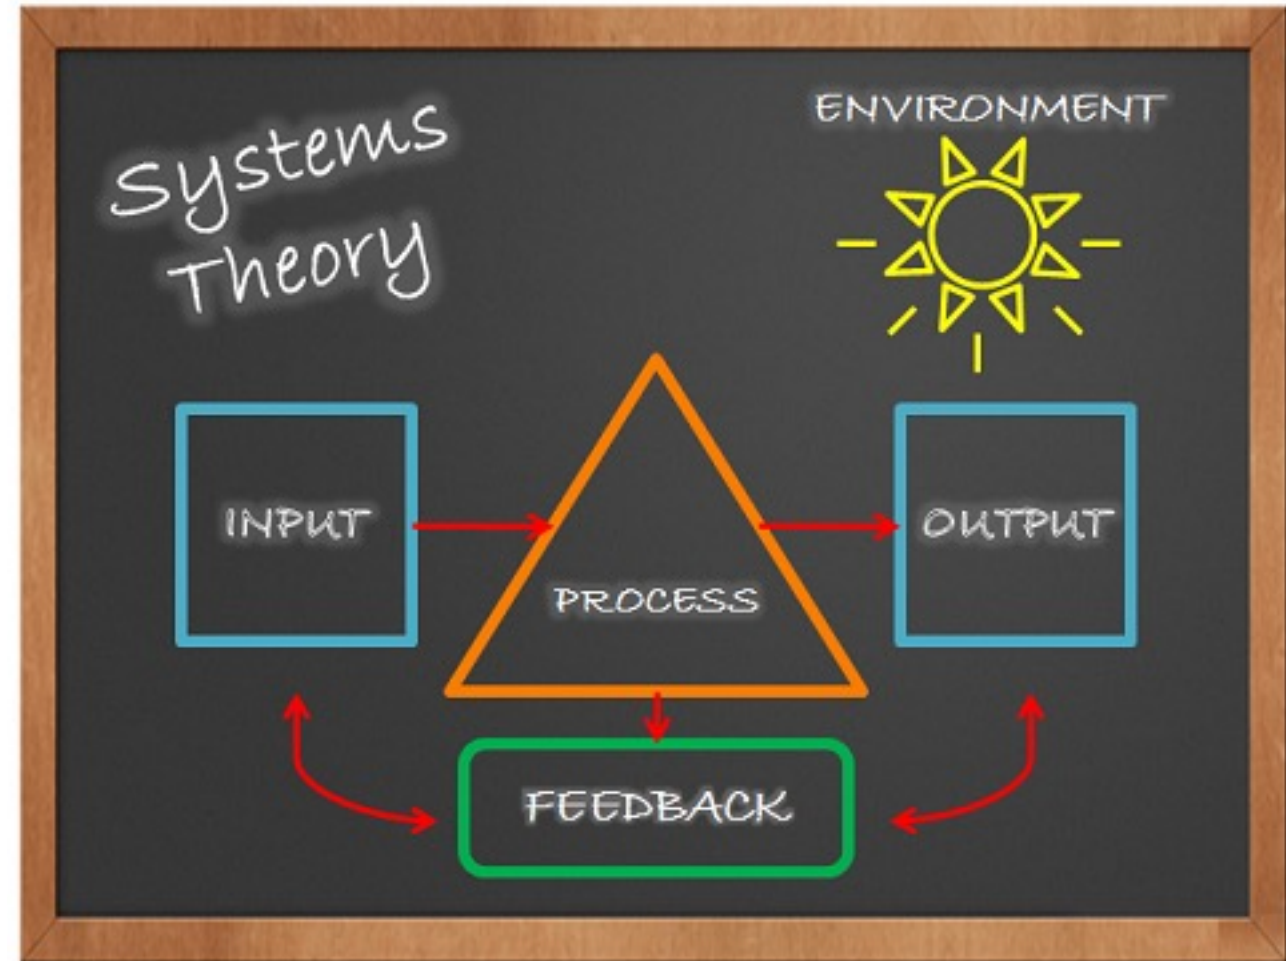 Systems
Theory
ENVIRONMENT
INPUT
PROCESS
OUTPUT
FEEDBACK